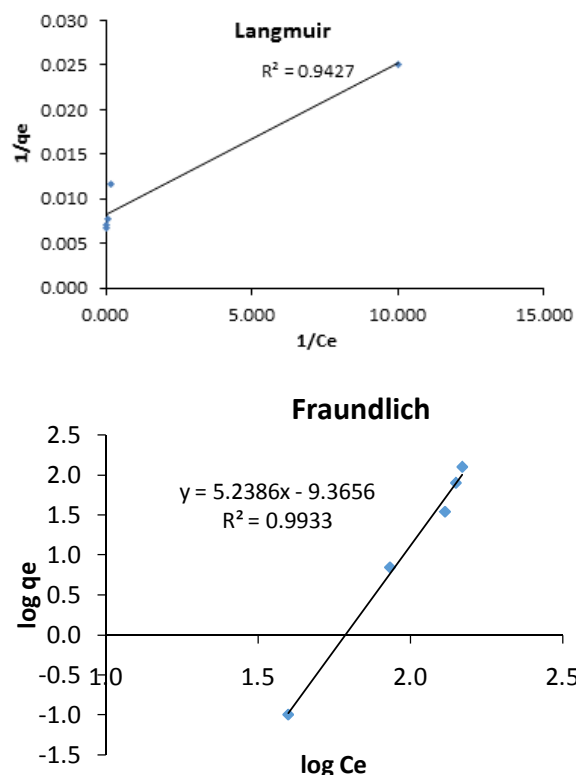 Langmuir
R² = 0.9427
0.030
0.025
0.020
0.015
0.010
0.005
0.000
1/qe
0.000 5.000 10.000 15.000
1/Ce
Fraundlich
y = 5.2386x - 9.3656
R² = 0.9933
2.5
2.0
1.5
1.0
0.5
0.0
-0.5
-1.0
-1.5
log qe
1.0 1.5 2.0 2.5
log Ce